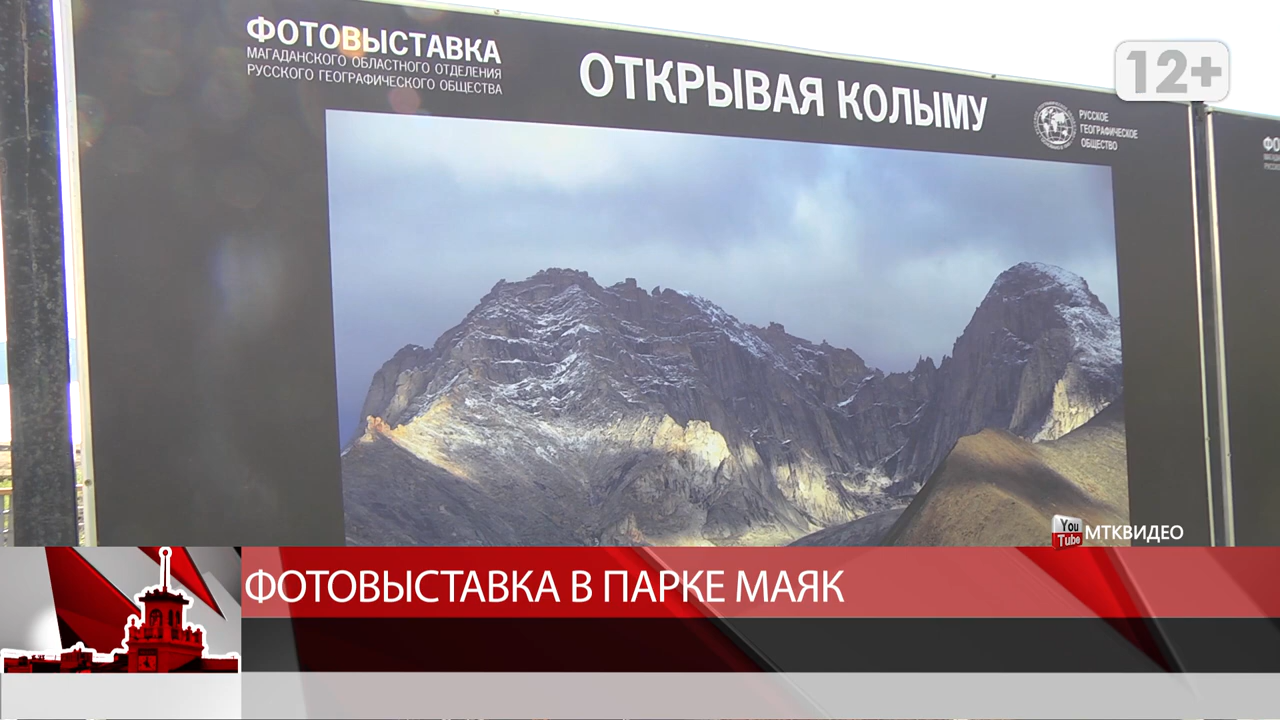 ФОТОВЫСТАВКА
МАГАДАНСКОГО ОБЛАСТНОГО ОТДЕЛЕНИЯ
РУССКОГО ГЕОГРАФИЧЕСКОГО ОБЩЕСТВА
ОТКРЫВАЯ КОЛЫМУ
12+
РУССКОЕ
ГЕОГРАФИЧЕСКОЕ
ОБЩЕСТВО
ФО
You
Tube
МТКВИДЕО
ФОТОВЫСТАВКА В ПАРКЕ МАЯК